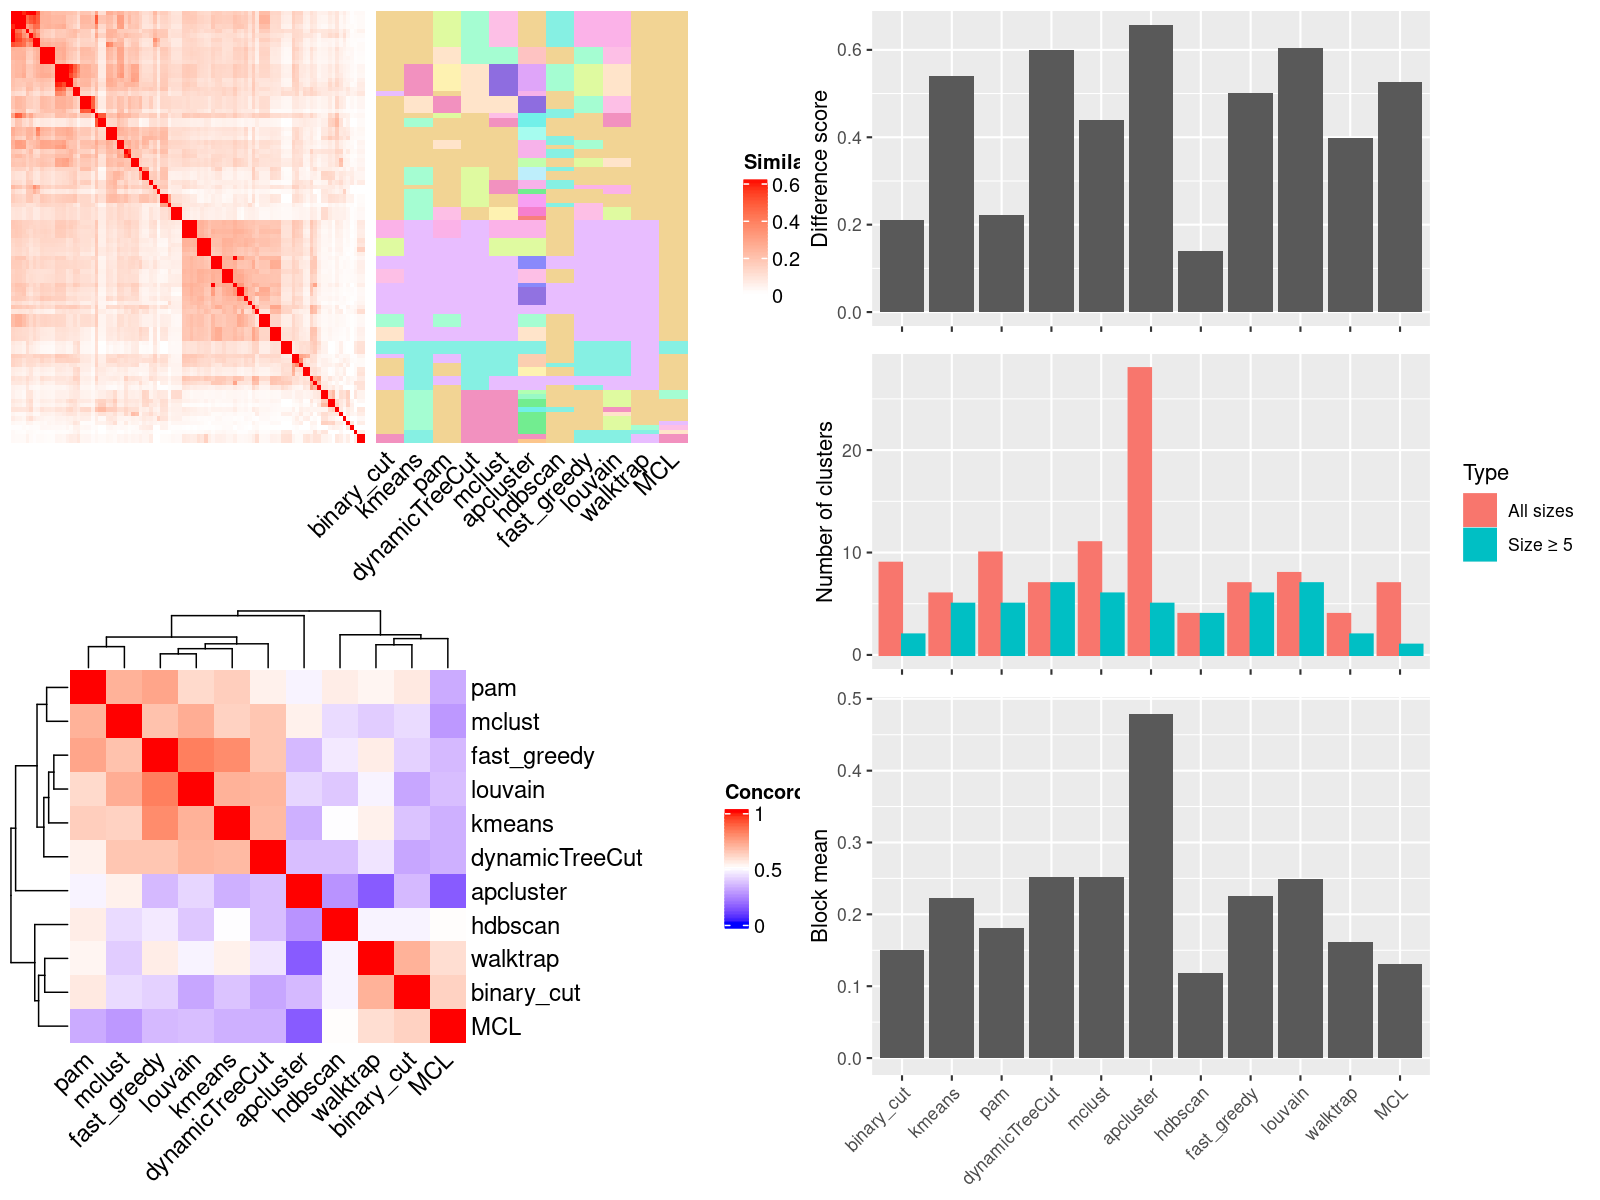 Simila
0.6
0.4
0.2
0
binary_cut
kmeans
pam
dynamicTreeCut
mclust
apcluster
hdbscan
fast_greedy
louvain
walktrap
MCL
pam
mclust
fast_greedy
louvain
kmeans
dynamicTreeCut
apcluster
hdbscan
walktrap
binary_cut
MCL
Concord
1
0.5
0
pam
mclust
fast_greedy
louvain
kmeans
dynamicTreeCut
apcluster
hdbscan
walktrap
binary_cut
MCL
Difference score
0.6
0.4
0.2
0.0
Number of clusters
20
10
0
Type
All sizes
Size ≥ 5
Block mean
0.5
0.4
0.3
0.2
0.1
0.0
binary_cut
kmeans
pam
dynamicTreeCut
mclust
apcluster
hdbscan
fast_greedy
louvain
walktrap
MCL